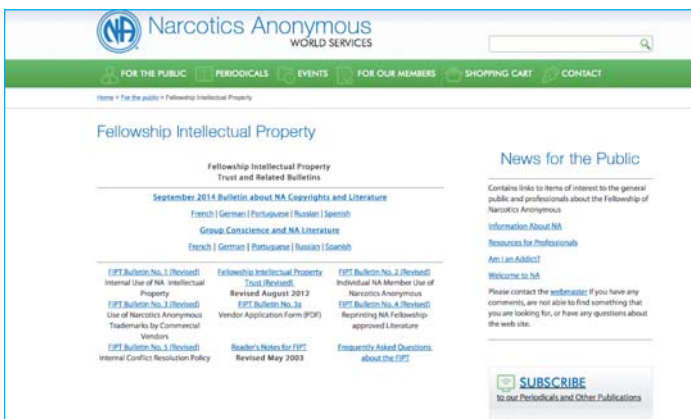 NA
Narcotics Anonymous
WORLD SERVICES
FOR THE PUBLIC
PERIODICALS
EVENTS
FOR OUR MEMBERS
SHOPPING CART
CONTACT
Home > For the public > Fellowship Intellectual Property
Fellowship Intellectual Property
Fellowship Intellectual Property
Trust and Related Bulletins
September 2014 Bulletin about NA Copyrights and Literature
French | German | Portuguese | Russian | Spanish
Group Conscience and NA Literature
French | German | Portuguese | Russian | Spanish
FIPT Bulletin No. 1 (Revised)
Internal Use of NA Intellectual
Property
Fellowship Intellectual Property
Trust (Revised)
Revised August 2012
FIPT Bulletin No. 2 (Revised)
Individual NA Member Use of
Narcotics Anonymous
FIPT Bulletin No. 3 (Revised)
Use of Narcotics Anonymous
Trademarks by Commercial
Vendors
FIPT Bulletin No. 3a
Vendor Application Form (PDF)
FIPT Bulletin No. 4 (Revised)
Reprinting NA Fellowship-
approved Literature
FIPT Bulletin No. 5 (Revised)
Internal Conflict Resolution Policy
Reader's Notes for FIPT
Revised May 2003
Frequently Asked Questions
about the FIPT
News for the Public
Contains links to items of interest to the general
public and professionals about the Fellowship of
Narcotics Anonymous
Information About NA
Resources for Professionals
Am I an Addict?
Welcome to NA
Please contact the webmaster if you have any
comments, are not able to find something that
you are looking for, or have any questions about
the web site.
SUBSCRIBE
to our Periodicals and Other Publications